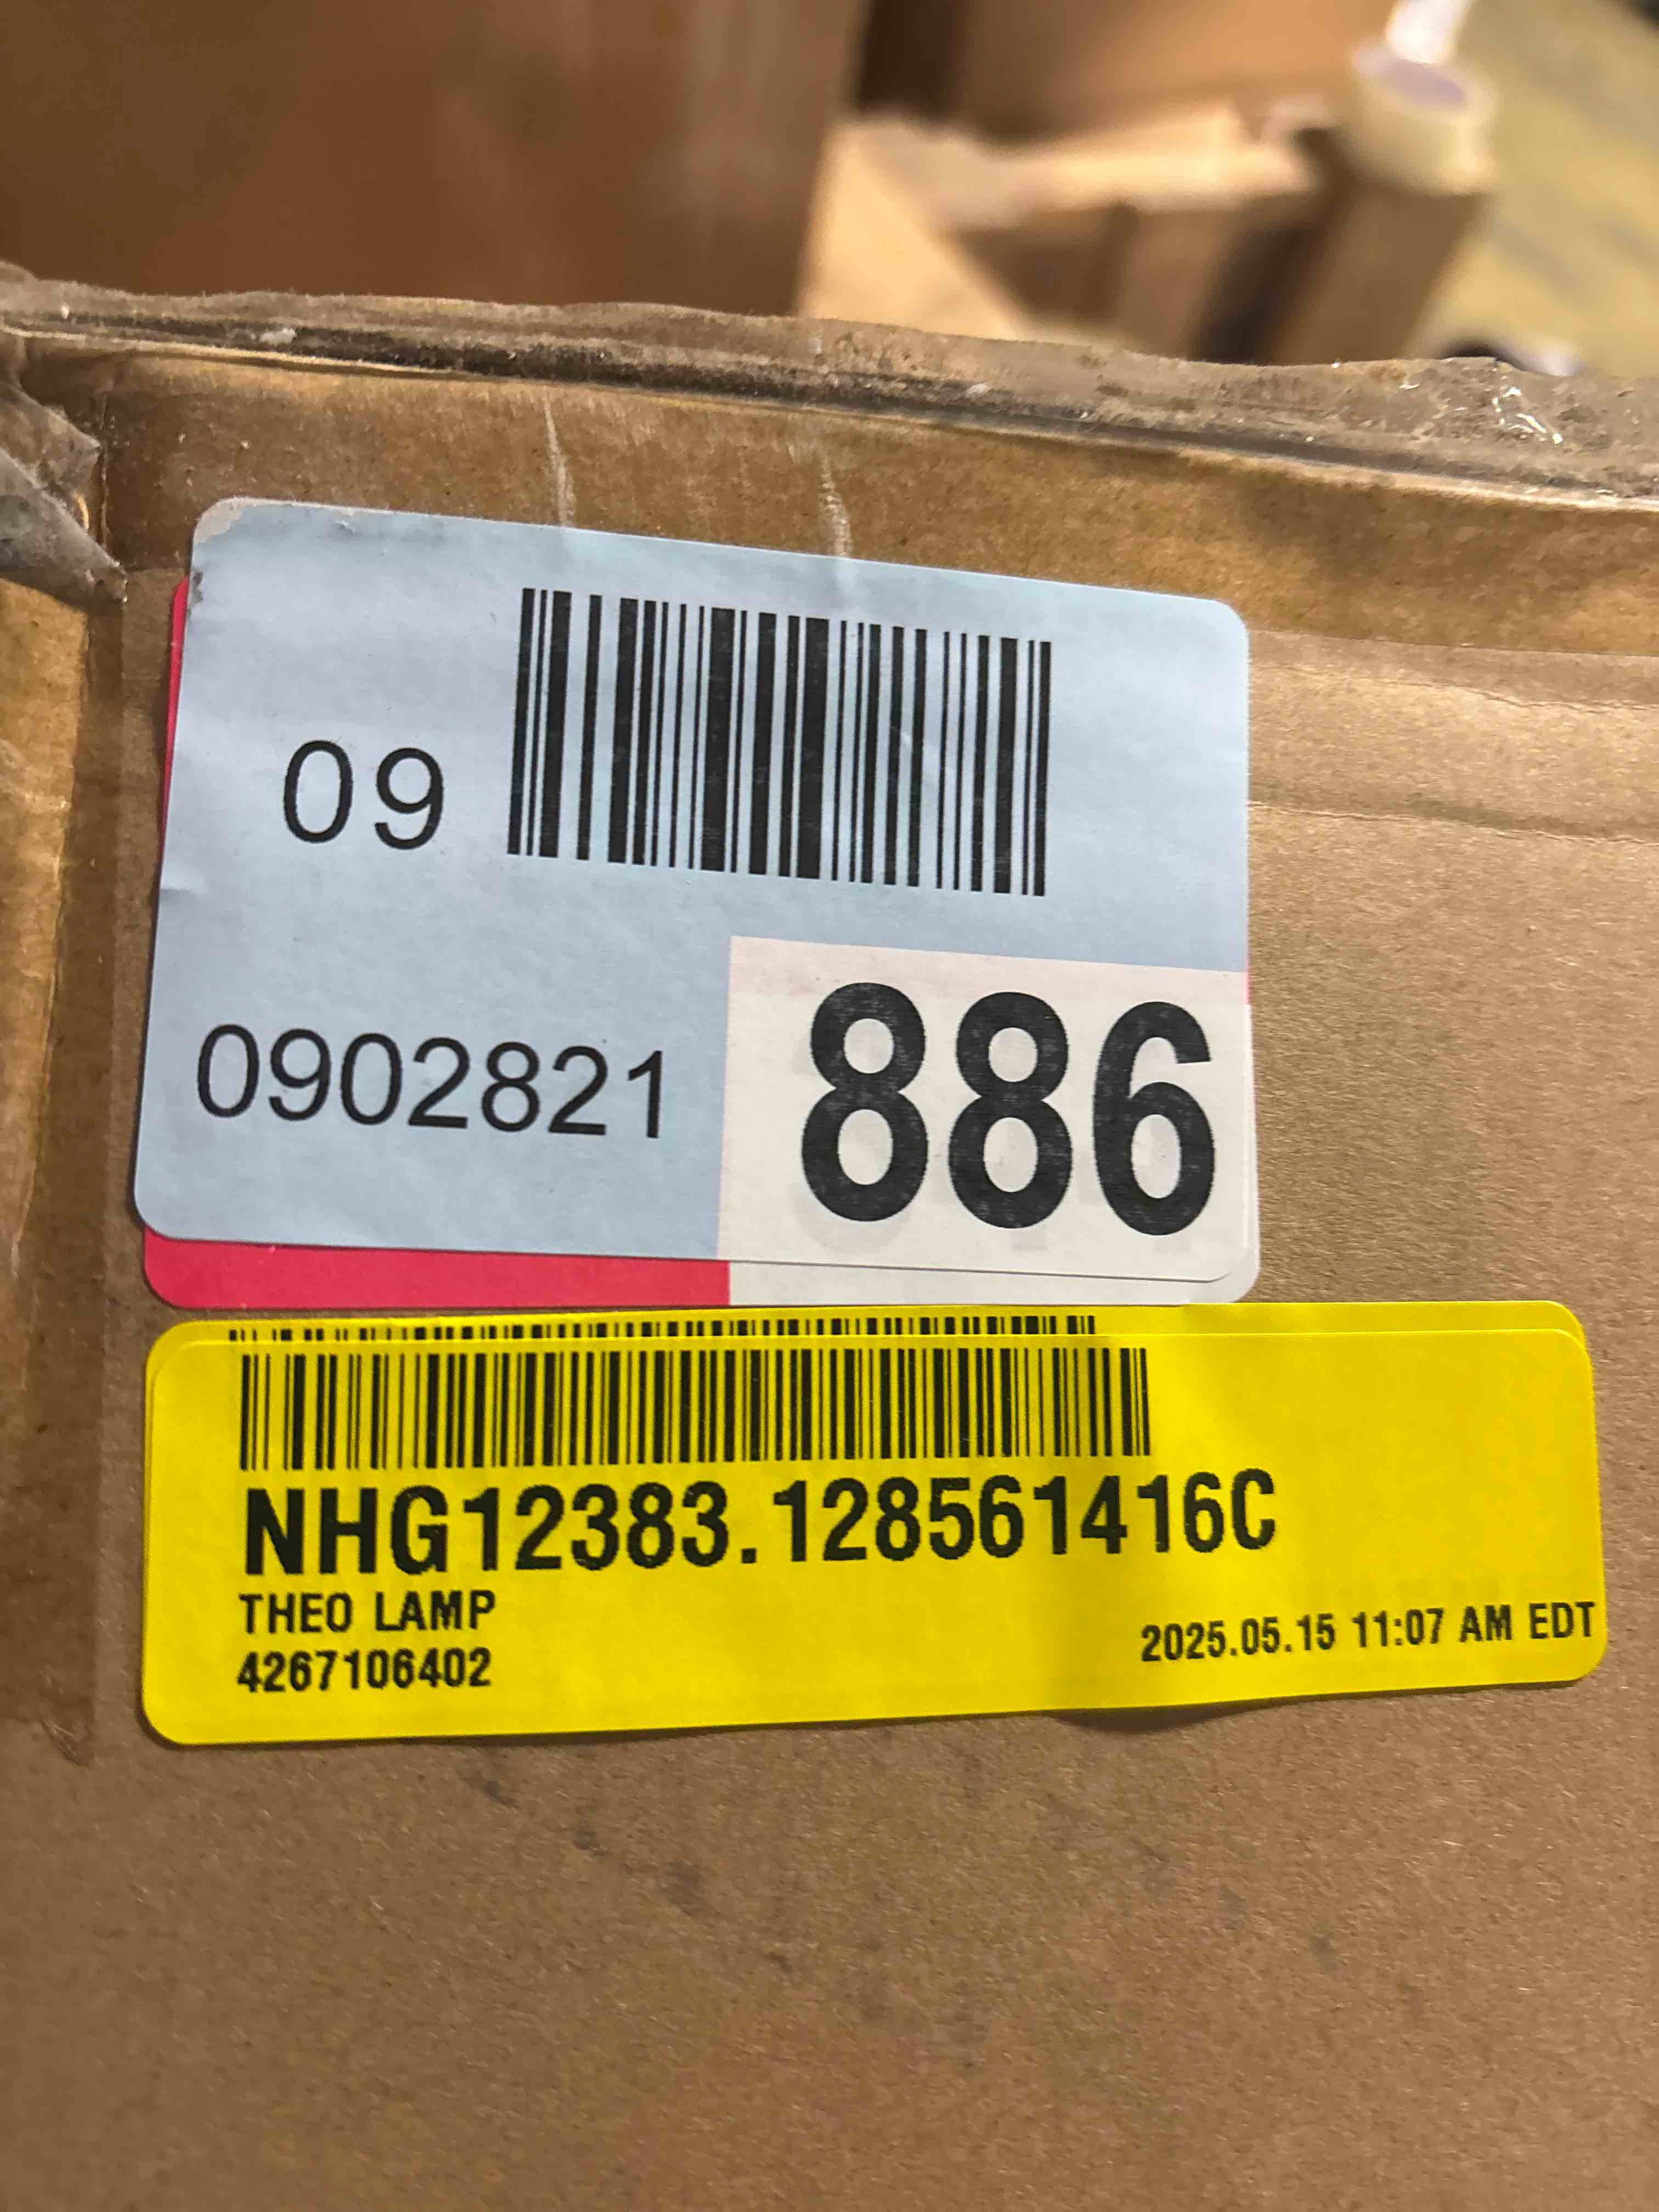 09
0902821
886
NHG12383.128561416C
THEO LAMP
4267106402
2025.05.15 11:07 AM EDT